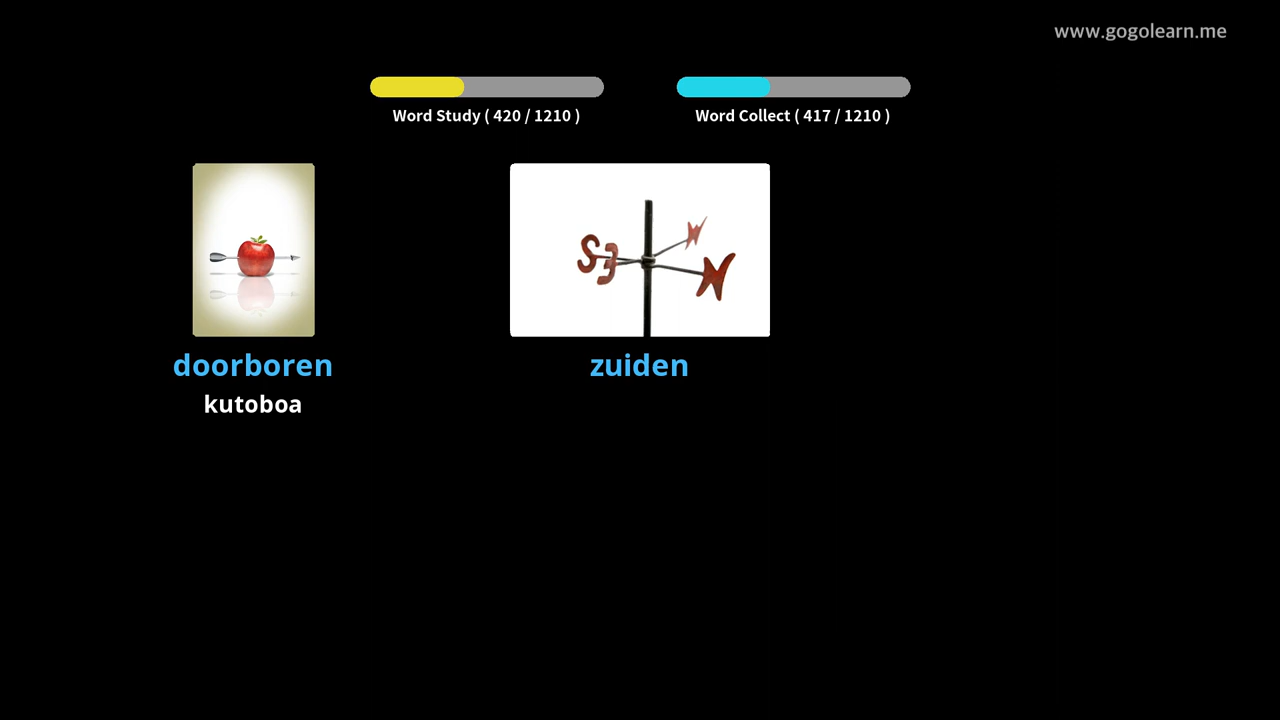 www.gogolearn.me
Word Study ( 420 / 1210 )
Word Collect ( 417 / 1210 )
S
E
N
doorboren
zuiden
kutoboa